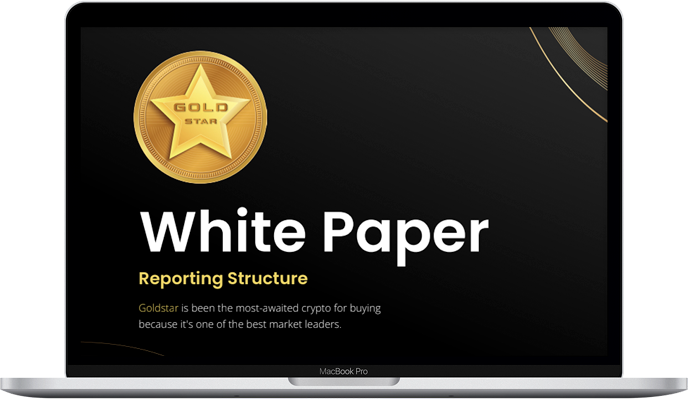 GOLD
STAR
White Paper
Reporting Structure
Goldstar is been the most-awaited crypto for buying
because it's one of the best market leaders.
MacBook Pro